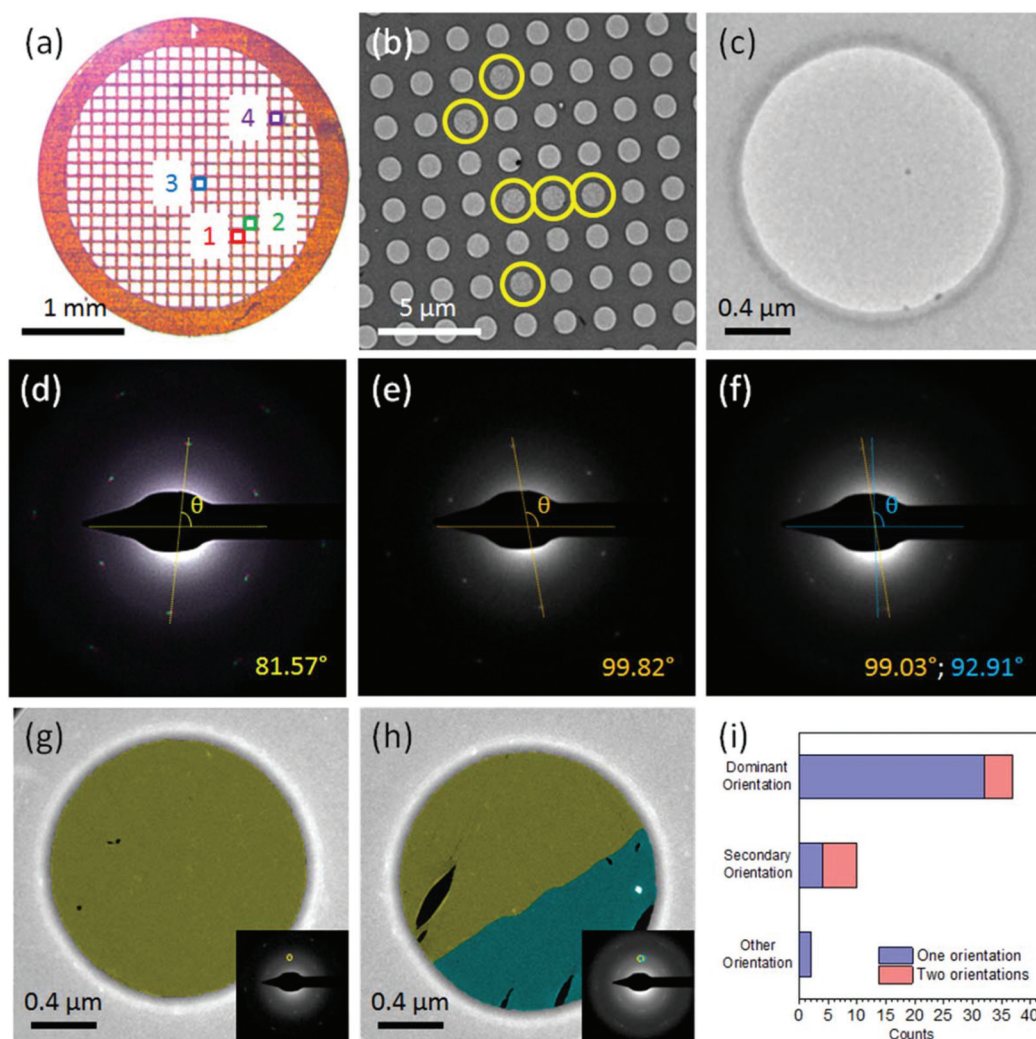 (a)
1
4
3
1
2
1 mm
(b)
5 μm
(c)
0.4 μm
(d)
θ
81.57°
(e)
θ
99.82°
(f)
θ
99.03°; 92.91°
(g)
0.4 μm
(h)
0.4 μm
(i)
Dominant
Orientation
Secondary
Orientation
Other
Orientation
One orientation
Two orientations
0 5 10 15 20 25 30 35 40
Counts